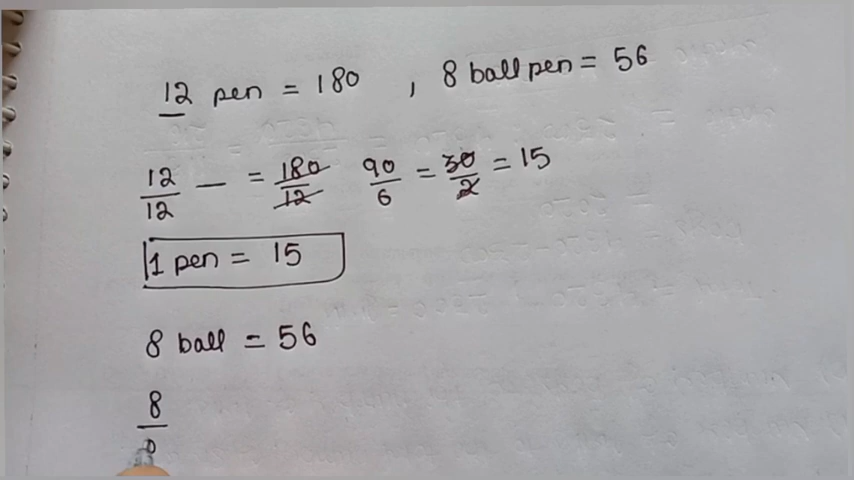 12 pen = 180 , 8 ball pen = 56
12/12 — = 180/12 90/6 = 30/2 = 15
1 pen = 15
8 ball = 56
8